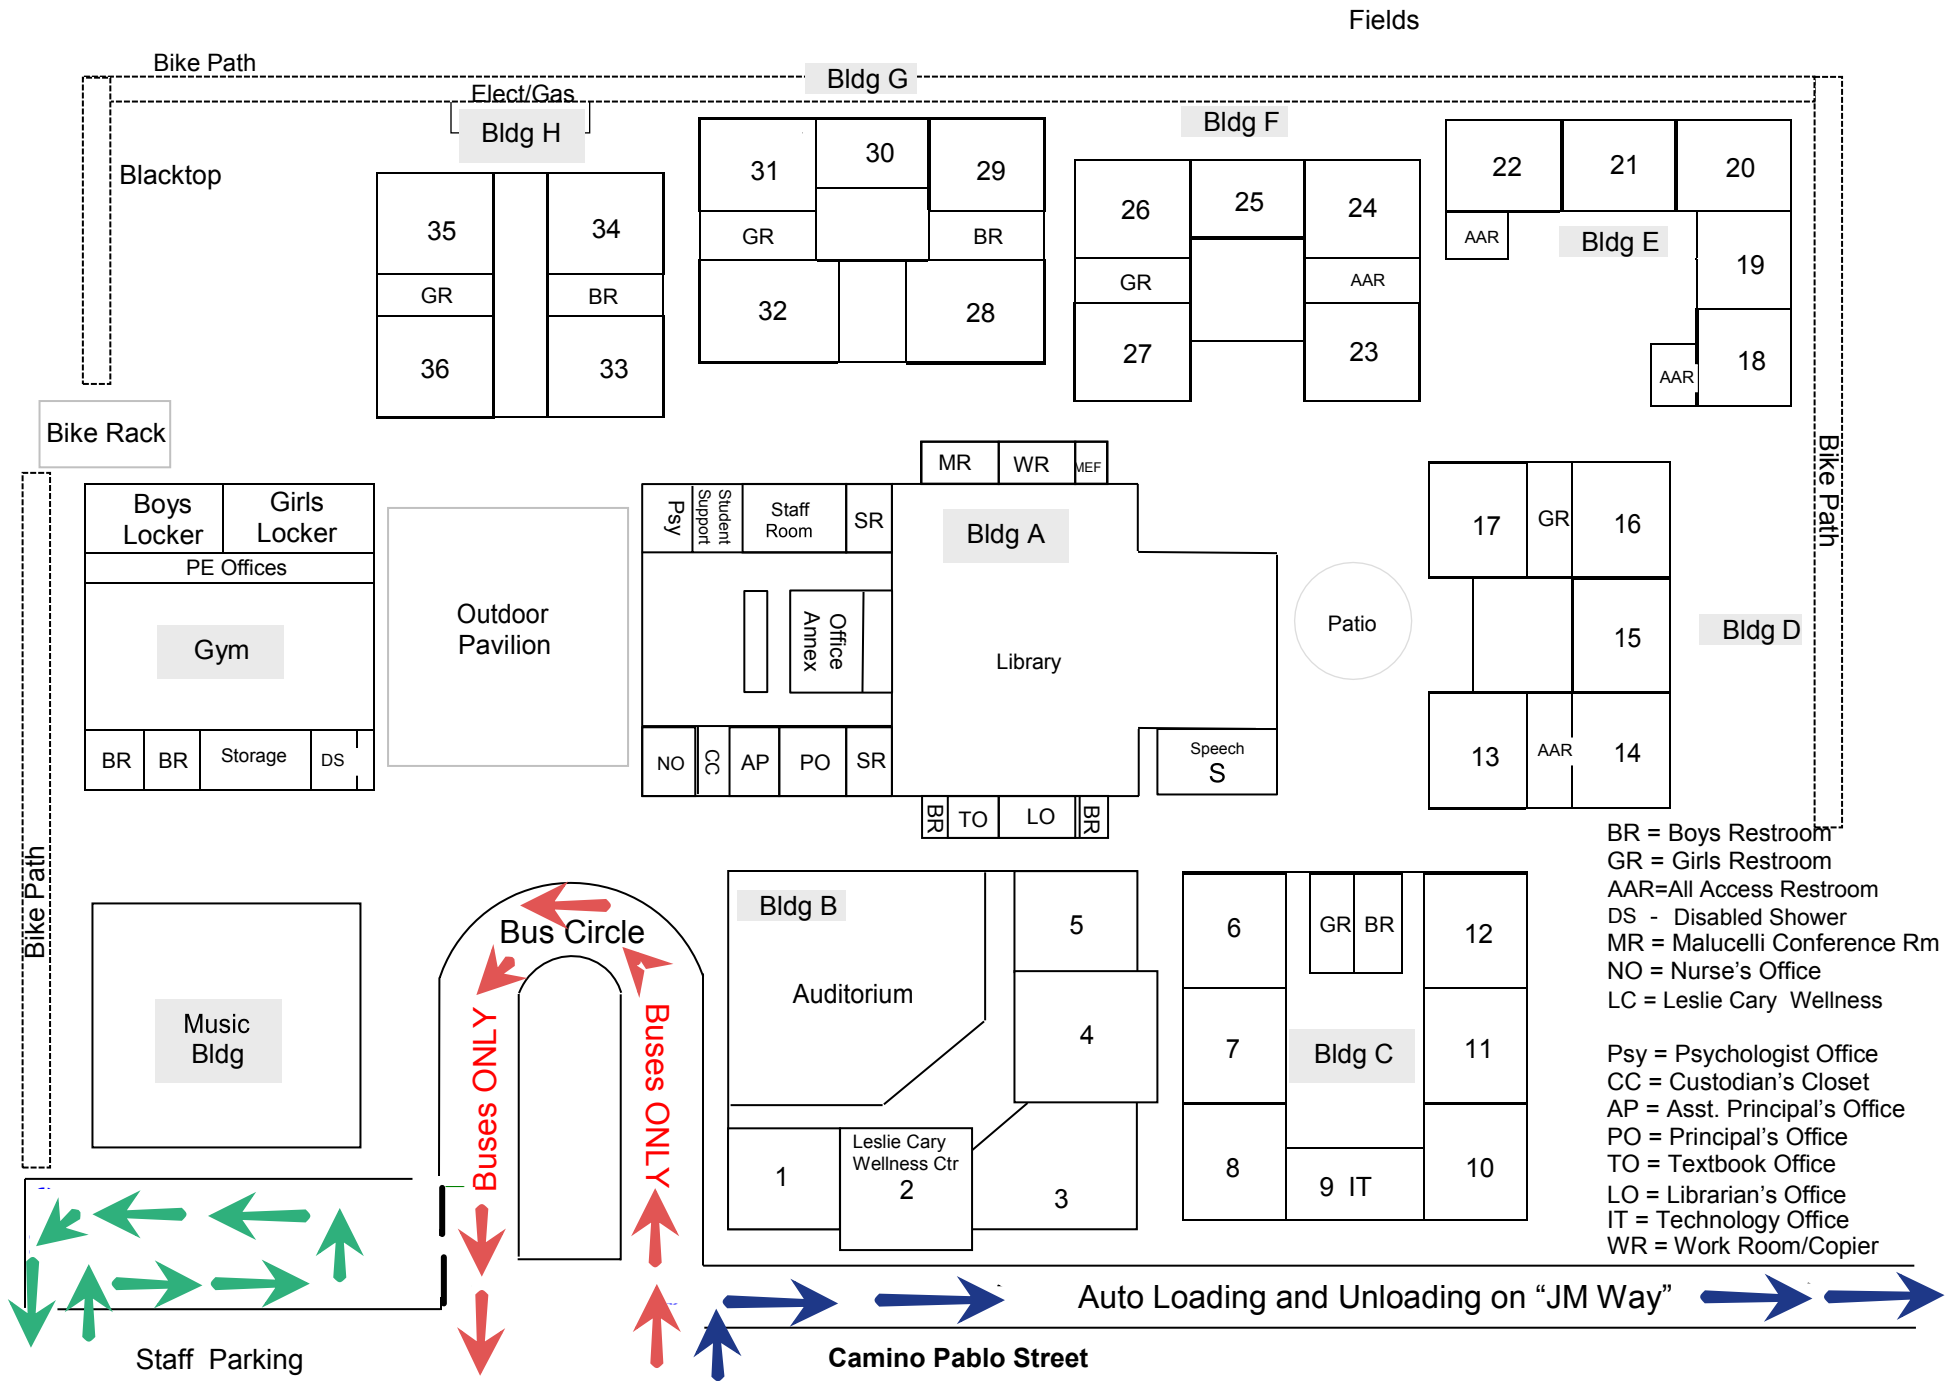 Fields
Bike Path
Bldg G
Elect/Gas
Bldg H
Bldg F
Blacktop
31
30
29
22
21
20
35
34
26
25
24
GR
BR
AAR
Bldg E
19
GR
BR
GR
AAR
32
28
36
33
27
23
AAR
18
Bike Rack
Bike Path
MR
WR
MEF
Boys
Locker
Girls
Locker
Psy
Student
Support
Staff
Room
SR
Bldg A
17
GR
16
PE Offices
Outdoor
Pavilion
Office
Annex
Patio
Gym
Library
15
Bldg D
BR
BR
Storage
DS
NO
CC
AP
PO
SR
Speech
S
13
AAR
14
BR
TO
LO
BR
BR = Boys Restroom
GR = Girls Restroom
AAR=All Access Restroom
DS - Disabled Shower
MR = Malucelli Conference Rm
NO = Nurse's Office
LC = Leslie Cary Wellness
Psy = Psychologist Office
CC = Custodian's Closet
AP = Asst. Principal's Office
PO = Principal's Office
TO = Textbook Office
LO = Librarian's Office
IT = Technology Office
WR = Work Room/Copier
Bike Path
Bus Circle
Bldg B
5
6
GR
BR
12
Auditorium
Music
Bldg
Buses ONLY
Buses ONLY
4
7
Bldg C
11
1
Leslie Cary
Wellness Ctr
2
3
8
9 IT
10
Auto Loading and Unloading on “JM Way”
Staff Parking
Camino Pablo Street